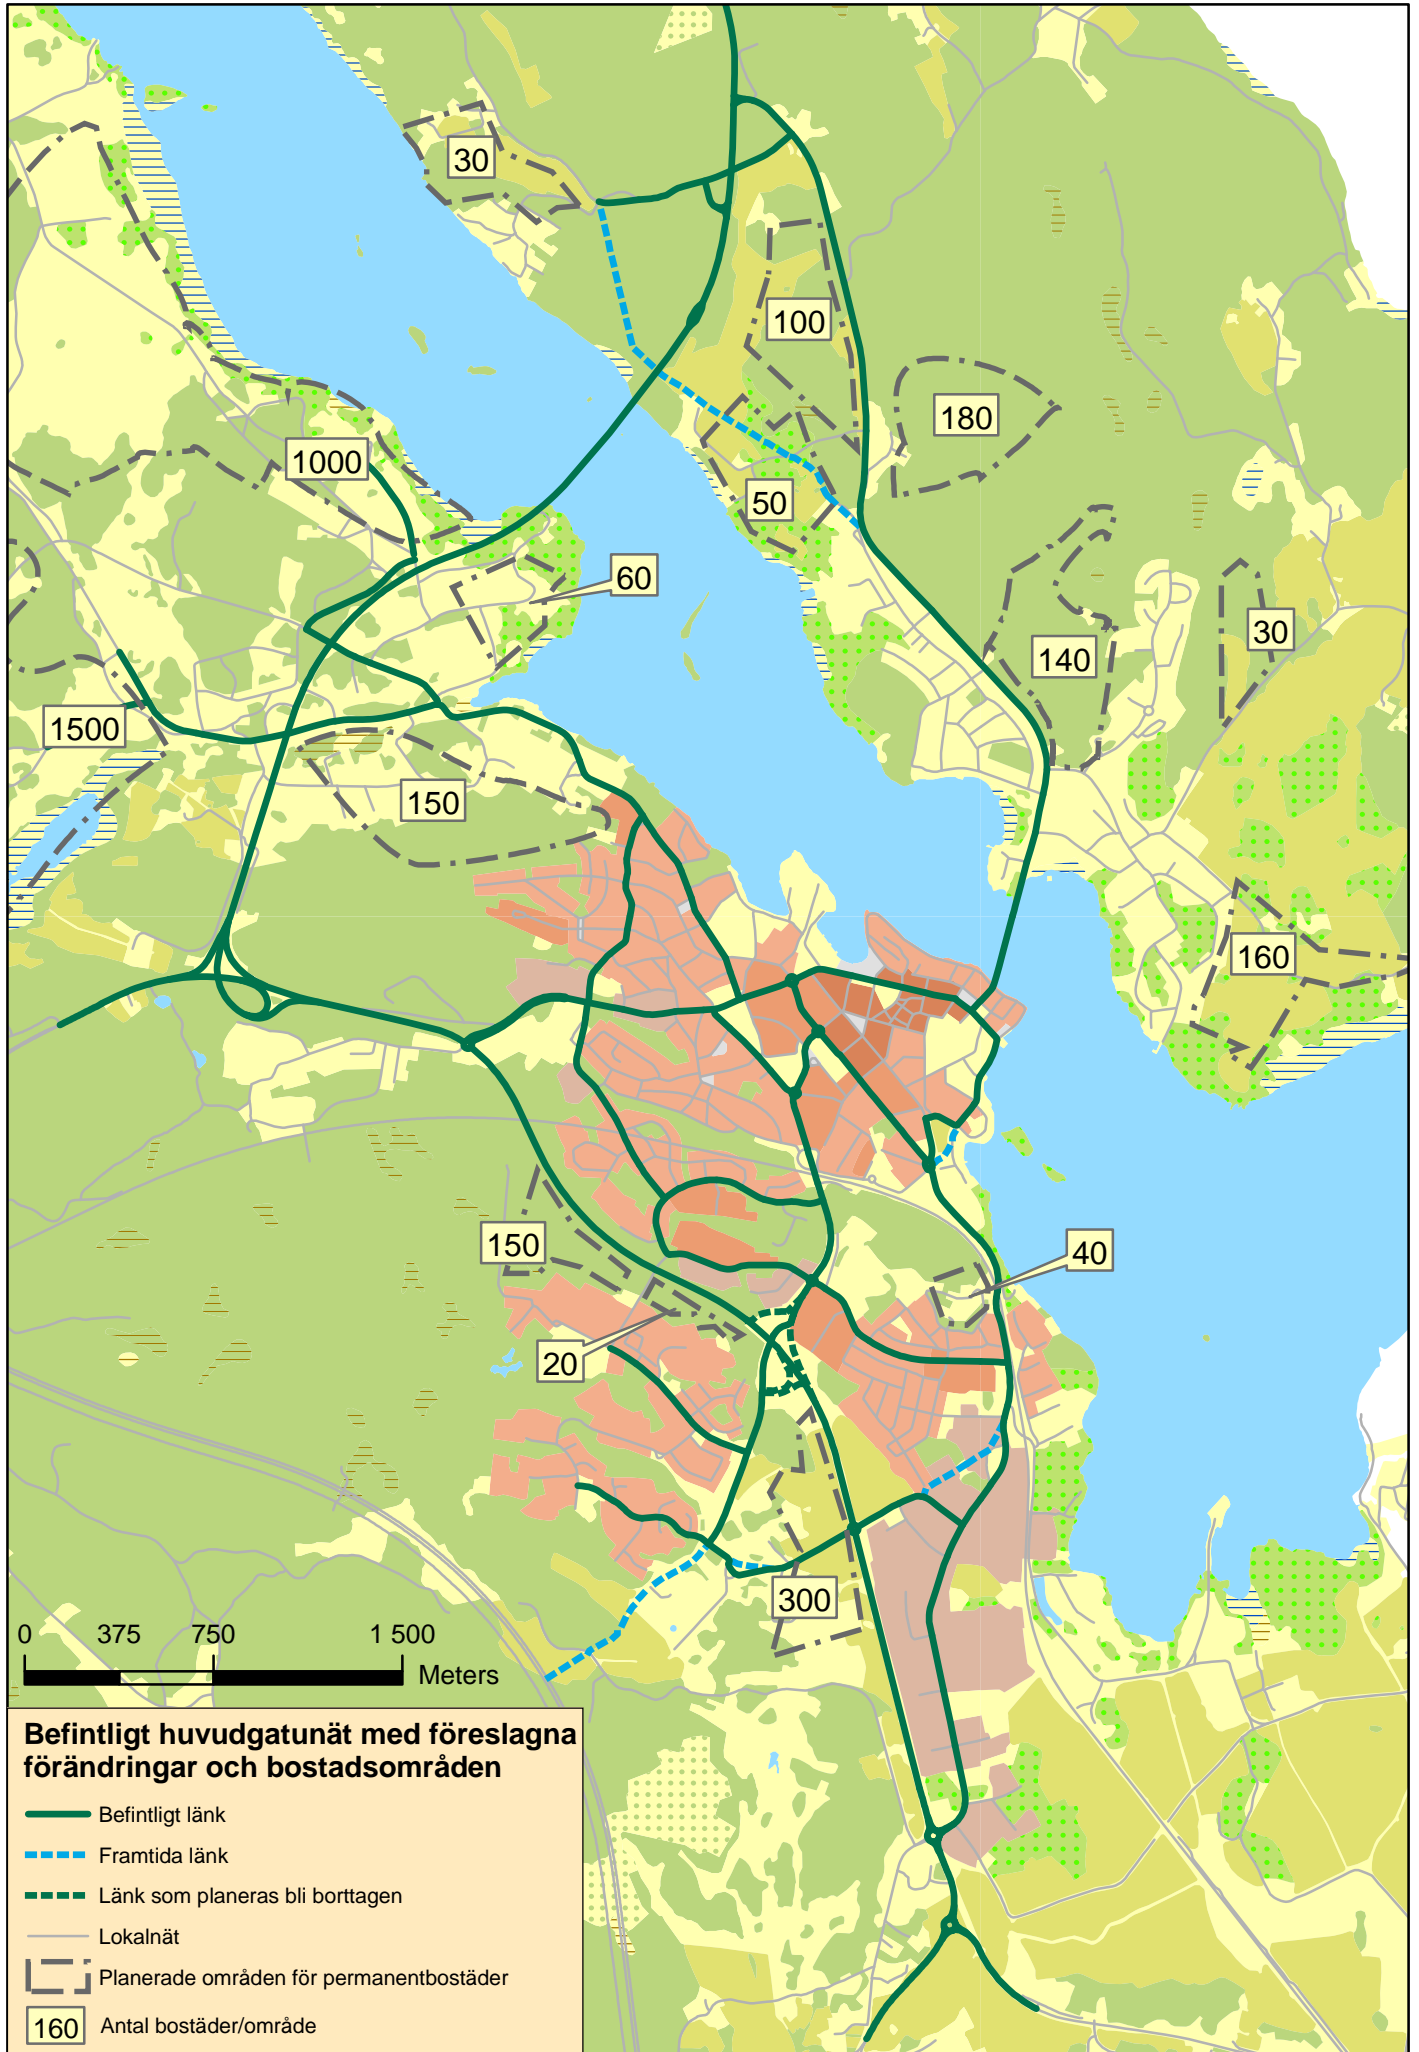 30
100
180
1000
50
60
30
140
1500
150
160
150
40
20
300
0 375 750 1 500
Meters
Befintligt huvudgatunät med föreslagna
förändringar och bostadsområden
Befintligt länk
Framtida länk
Länk som planeras bli borttagen
Lokalnät
Planerade områden för permanentbostäder
160 Antal bostäder/område